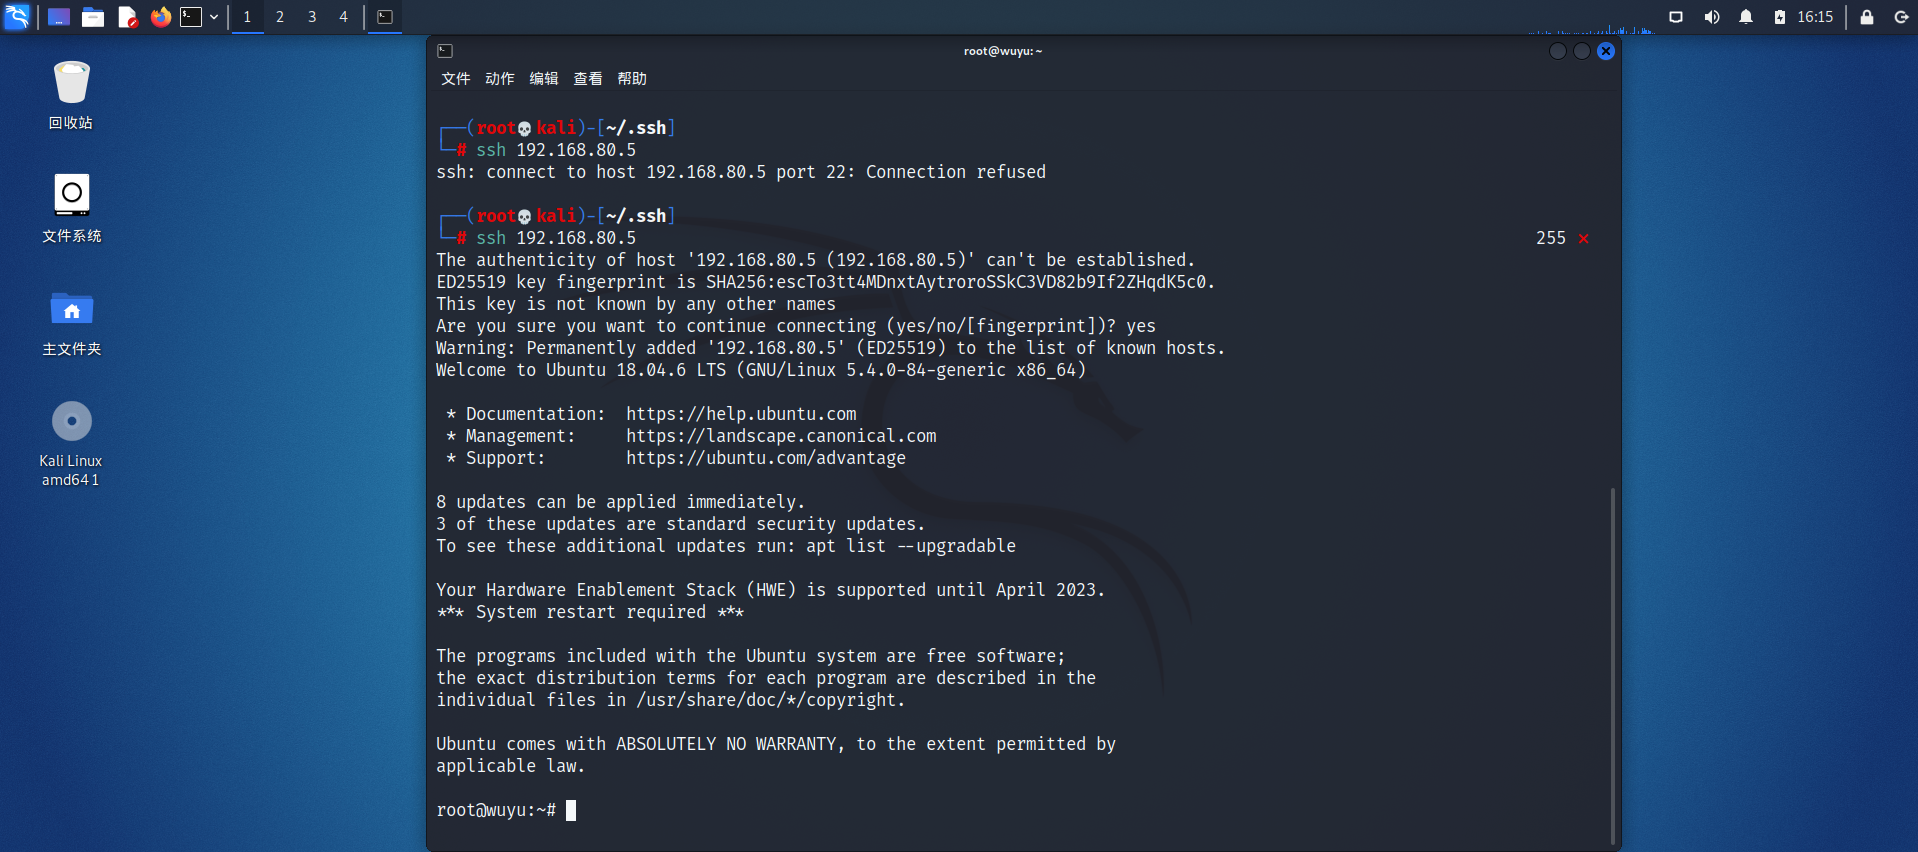 1 2 3 4
16:15
回收站
文件系统
主文件夹
Kali Linux
amd64 1
root@wuyu: ~
文件 动作 编辑 查看 帮助
┌──(root💀kali)-[~/.ssh]
└─# ssh 192.168.80.5
ssh: connect to host 192.168.80.5 port 22: Connection refused
┌──(root💀kali)-[~/.ssh]
└─# ssh 192.168.80.5 255 ⨯
The authenticity of host '192.168.80.5 (192.168.80.5)' can't be established.
ED25519 key fingerprint is SHA256:escTo3tt4MDnxtAytroroSSkC3VD82b9If2ZHqdK5c0.
This key is not known by any other names
Are you sure you want to continue connecting (yes/no/[fingerprint])? yes
Warning: Permanently added '192.168.80.5' (ED25519) to the list of known hosts.
Welcome to Ubuntu 18.04.6 LTS (GNU/Linux 5.4.0-84-generic x86_64)
* Documentation: https://help.ubuntu.com
* Management: https://landscape.canonical.com
* Support: https://ubuntu.com/advantage
8 updates can be applied immediately.
3 of these updates are standard security updates.
To see these additional updates run: apt list --upgradable
Your Hardware Enablement Stack (HWE) is supported until April 2023.
*** System restart required ***
The programs included with the Ubuntu system are free software;
the exact distribution terms for each program are described in the
individual files in /usr/share/doc/*/copyright.
Ubuntu comes with ABSOLUTELY NO WARRANTY, to the extent permitted by
applicable law.
root@wuyu:~#